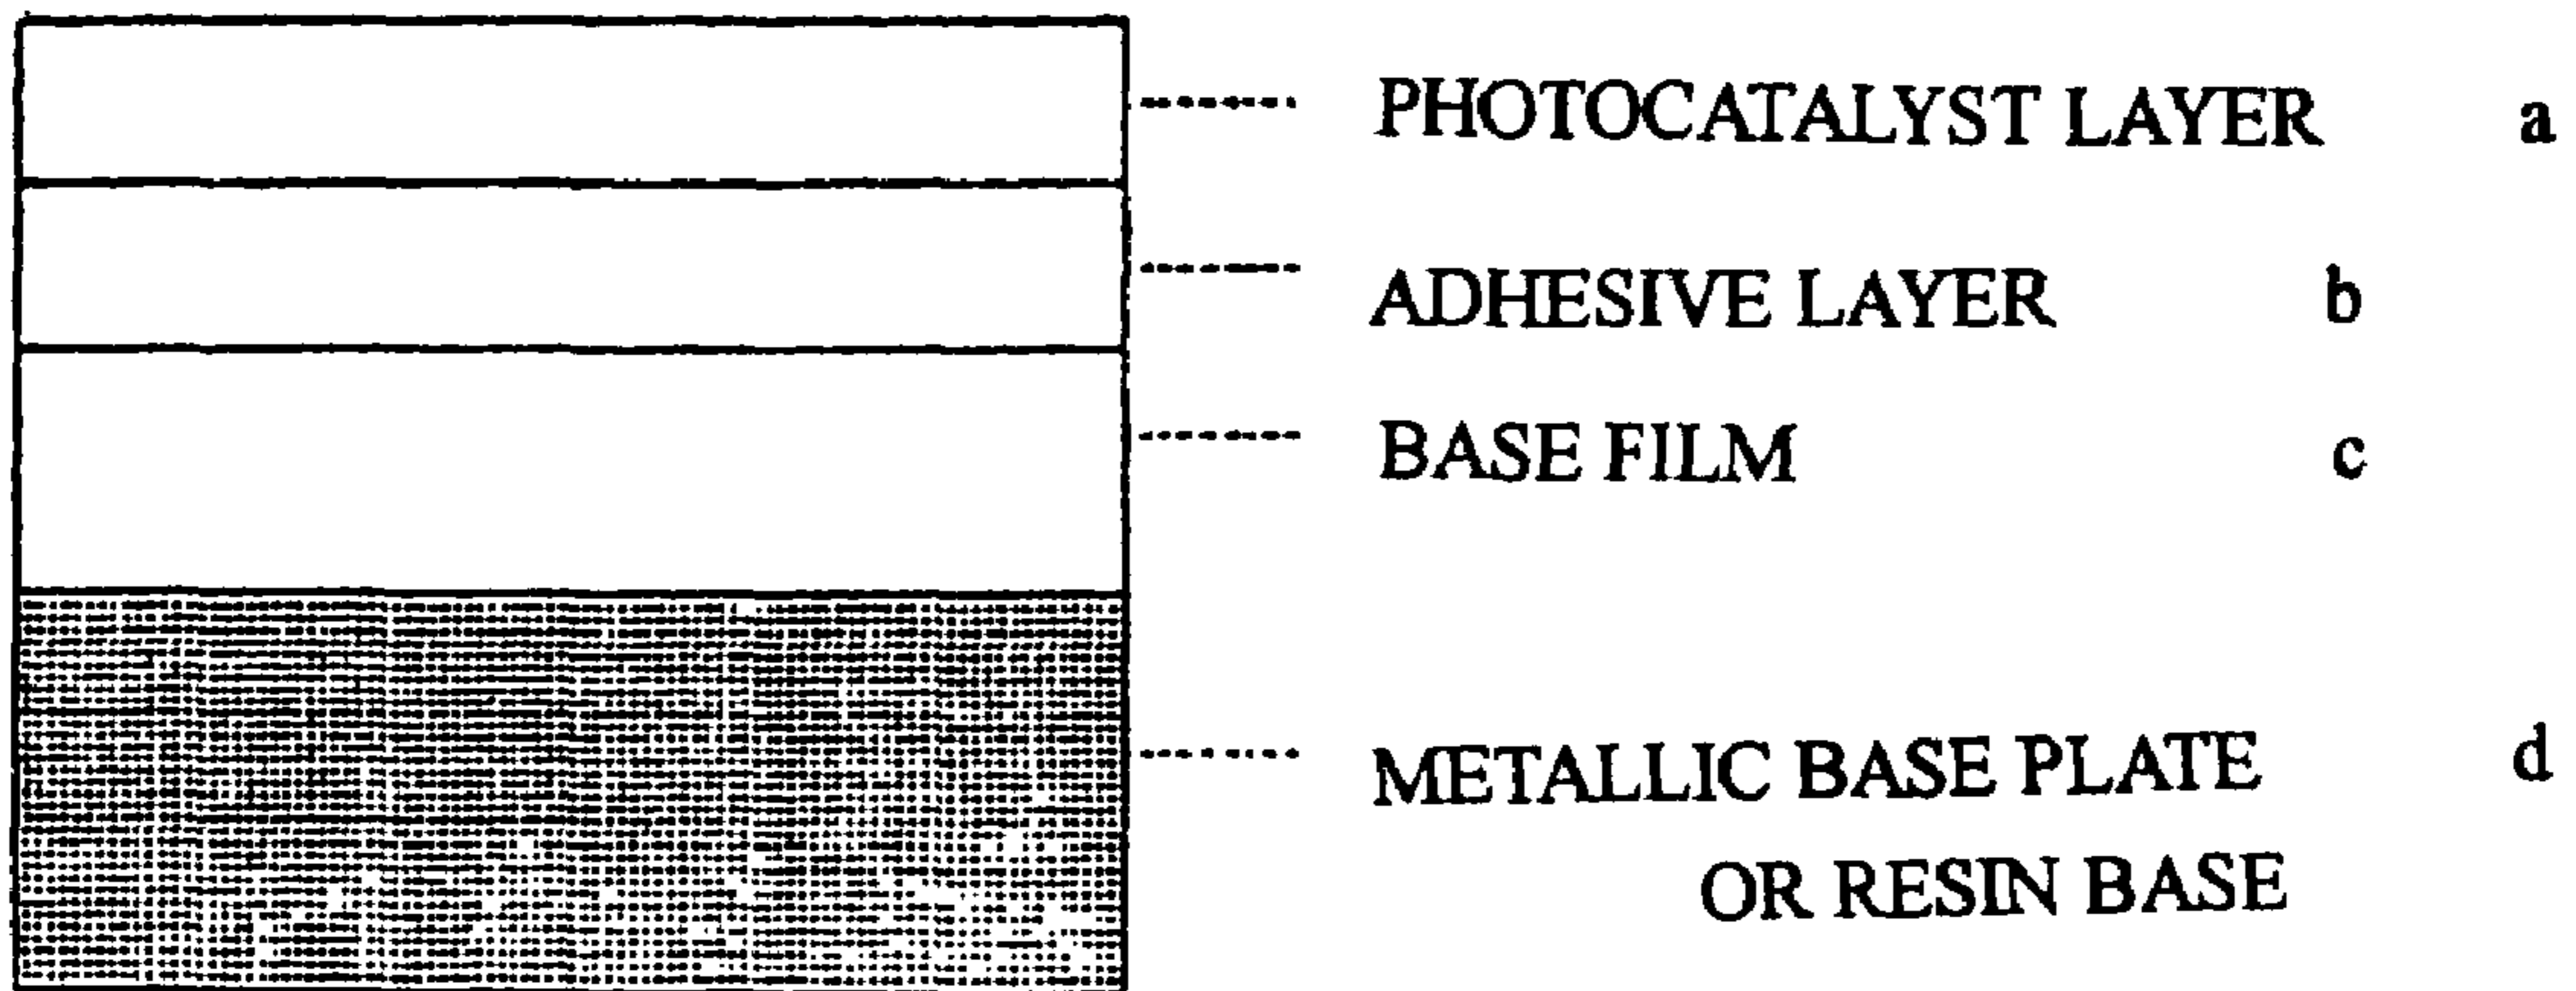 PHOTOCATALYST LAYER a
ADHESIVE LAYER b
BASE FILM c
METALLIC BASE PLATE d
OR RESIN BASE